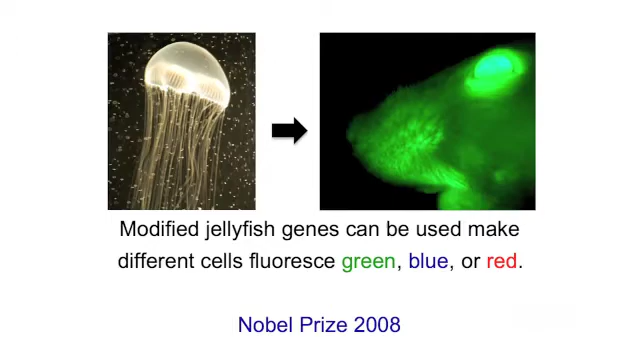 Modified jellyfish genes can be used make
different cells fluoresce green, blue, or red.
Nobel Prize 2008